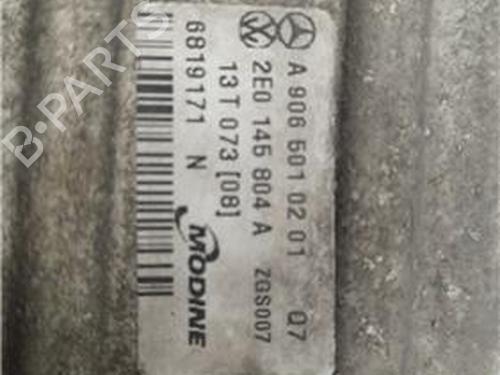 A 906 501 02 01 Q7
2E0 145 804 A ZGS007
13T 073 [08]
6819171 N MODINE
B-PARTS